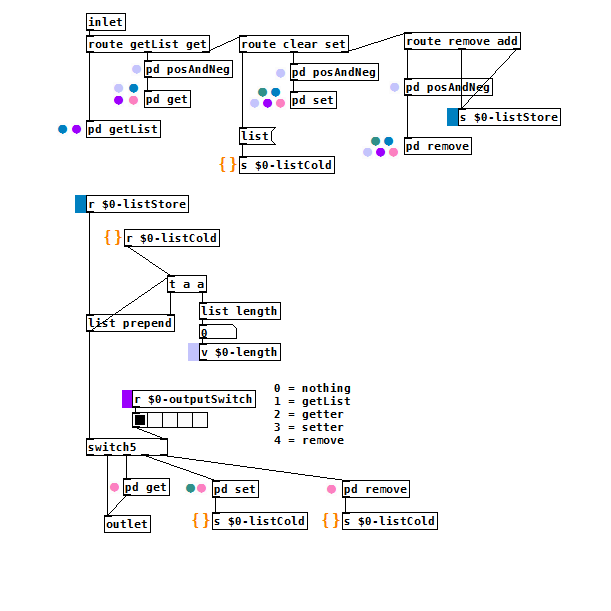 inlet
route getList get
route clear set
route remove add
pd posAndNeg
pd posAndNeg
pd posAndNeg
pd get
pd set
s $0-listStore
pd getList
list
pd remove
{ } s $0-listCold
r $0-listStore
{ } r $0-listCold
t a a
list length
list prepend
0
v $0-length
r $0-outputSwitch
0 = nothing
1 = getList
2 = getter
3 = setter
4 = remove
switch5
pd get
pd set
pd remove
outlet
{ } s $0-listCold
{ } s $0-listCold